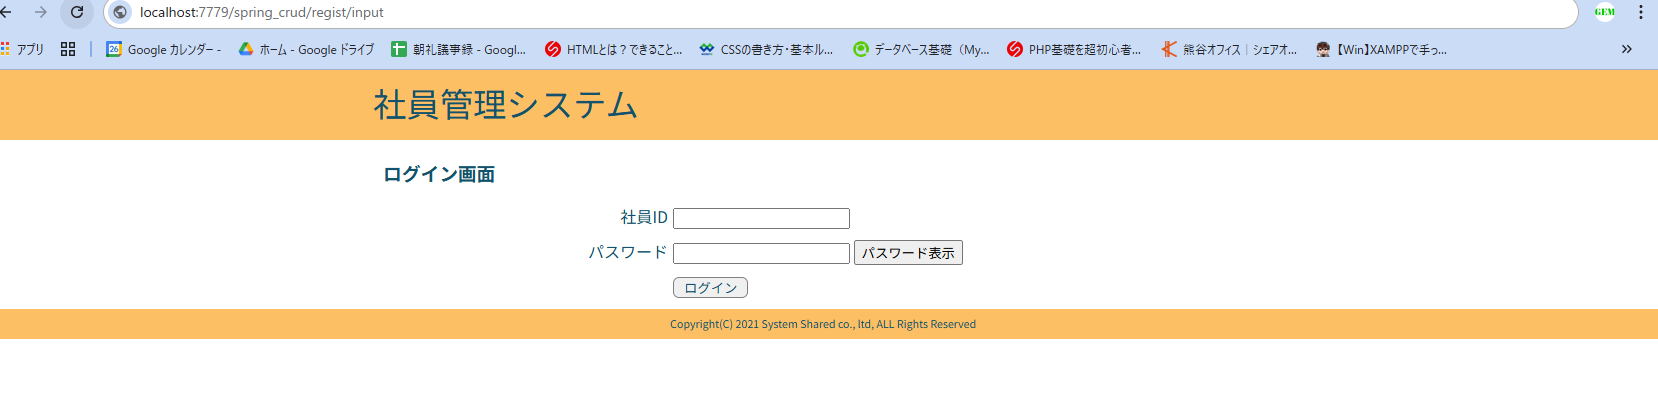 localhost:7779/spring_crud/regist/input
GEM
アプリ
26 Google カレンダー -
ホーム - Google ドライブ
朝礼議事録 - Googl...
HTMLとは？できること...
CSSの書き方・基本ル...
データベース基礎（My...
PHP基礎を超初心者...
熊谷オフィス｜シェアオ...
【Win】XAMPPで手っ...
社員管理システム
ログイン画面
社員ID
パスワード パスワード表示
ログイン
Copyright(C) 2021 System Shared co., ltd, ALL Rights Reserved